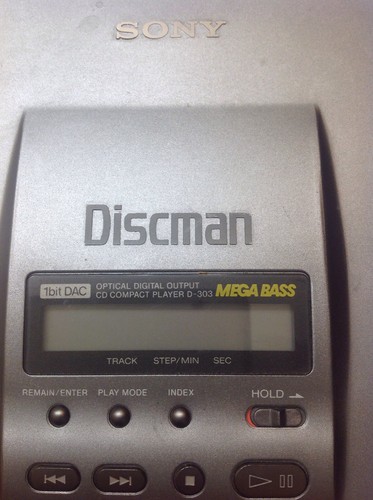 SONY
Discman
1bit DAC OPTICAL DIGITAL OUTPUT
CD COMPACT PLAYER D-303 MEGA BASS
TRACK STEP/MIN SEC
REMAIN/ENTER PLAY MODE INDEX HOLD